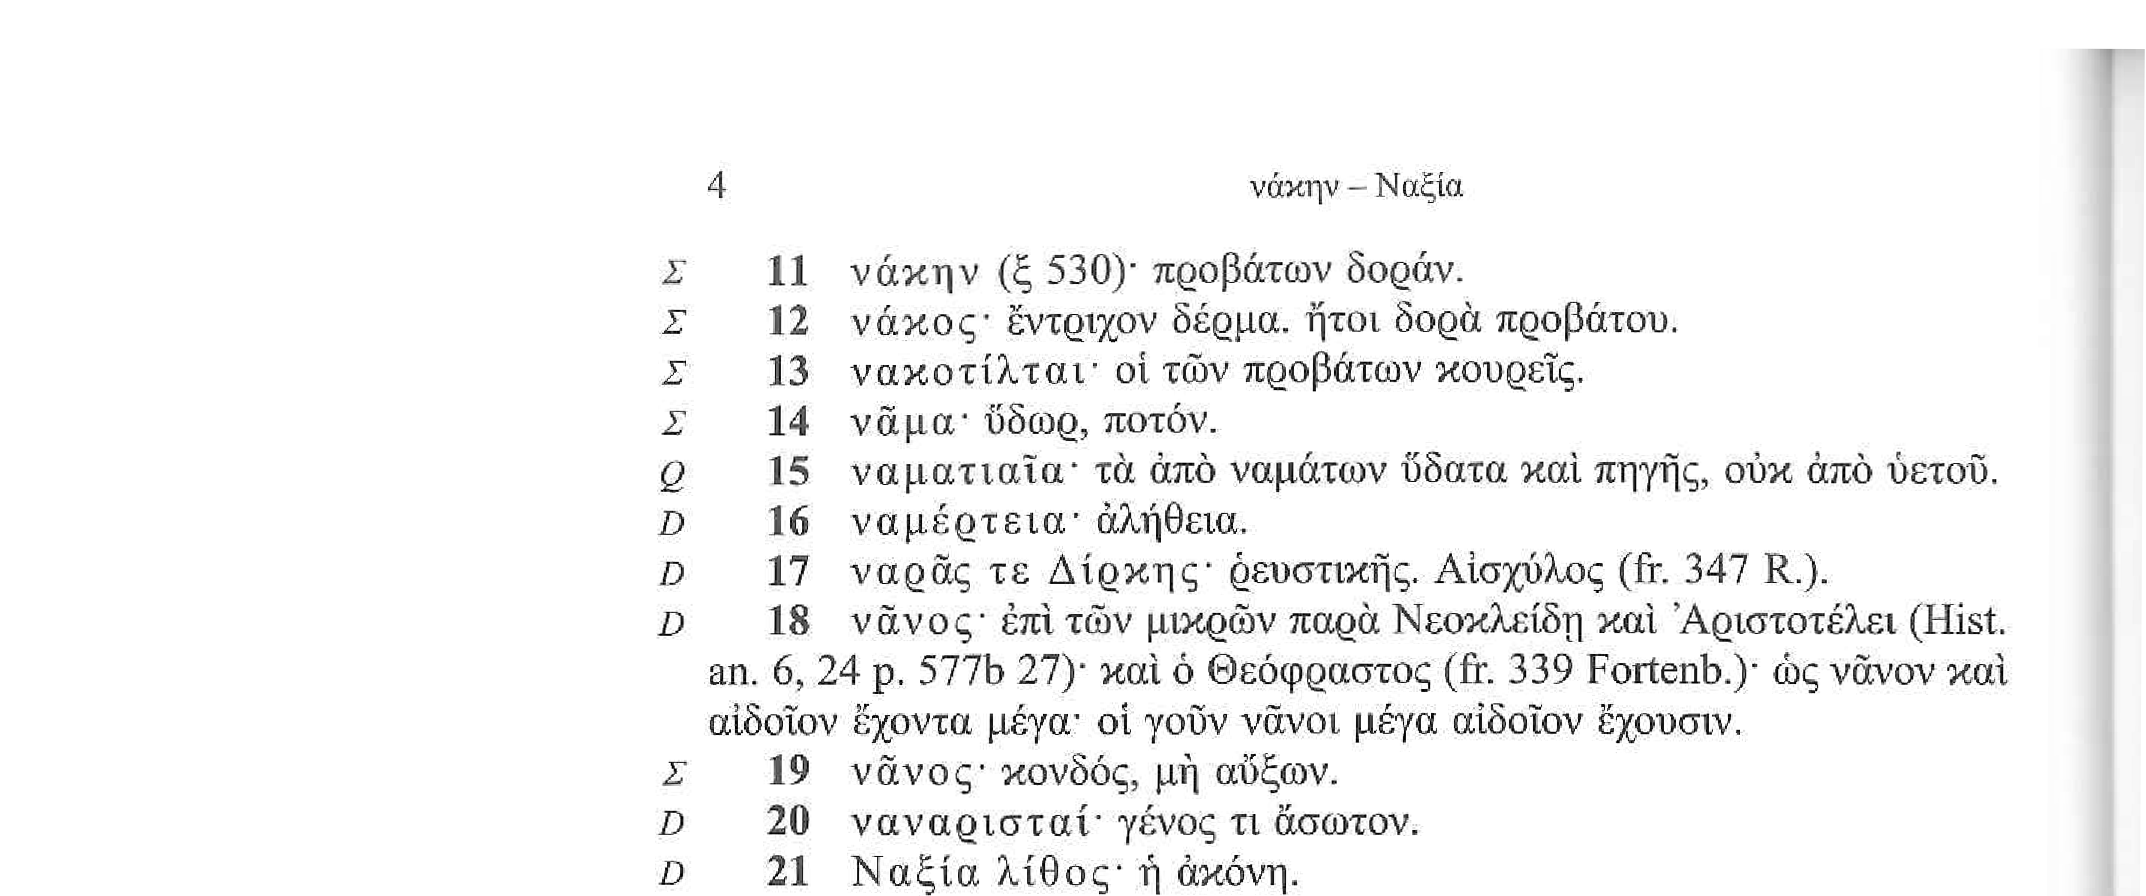 4 νάκην – Ναξία
Σ 11 νάκην (ξ 530)· προβάτων δοράν.
Σ 12 νάκος· ἔντριχον δέρμα. ἤτοι δορὰ προβάτου.
Σ 13 νακοτίλται· οἱ τῶν προβάτων κουρεῖς.
Σ 14 νᾶμα· ὕδωρ, ποτόν.
Q 15 ναματιαῖα· τὰ ἀπὸ ναμάτων ὕδατα καὶ πηγῆς, οὐκ ἀπὸ ὑετοῦ.
D 16 ναμέρτεια· ἀλήθεια.
D 17 ναρᾶς τε Δίρκης· ῥευστικῆς. Αἰσχύλος (fr. 347 R.).
D 18 νᾶνος· ἐπὶ τῶν μικρῶν παρὰ Νεοκλείδῃ καὶ Ἀριστοτέλει (Hist.
an. 6, 24 p. 577b 27)· καὶ ὁ Θεόφραστος (fr. 339 Fortenb.)· ὡς νᾶνον καὶ
αἰδοῖον ἔχοντα μέγα· οἱ γοῦν νᾶνοι μέγα αἰδοῖον ἔχουσιν.
Σ 19 νᾶνος· κονδός, μὴ αὔξων.
D 20 ναναρισταί· γένος τι ἄσωτον.
D 21 Ναξία λίθος· ἡ ἀκόνη.